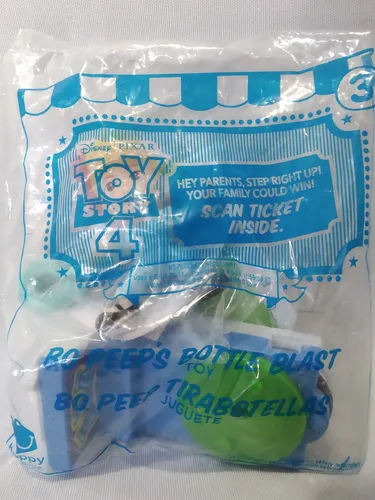 3
DISNEY PIXAR
TOY
STORY
4
HEY PARENTS, STEP RIGHT UP!
YOUR FAMILY COULD WIN!
SCAN TICKET
INSIDE.
BO PEEP'S BOTTLE BLAST
TOY
BO PEEP TIRABOTELLAS
JUGUETE